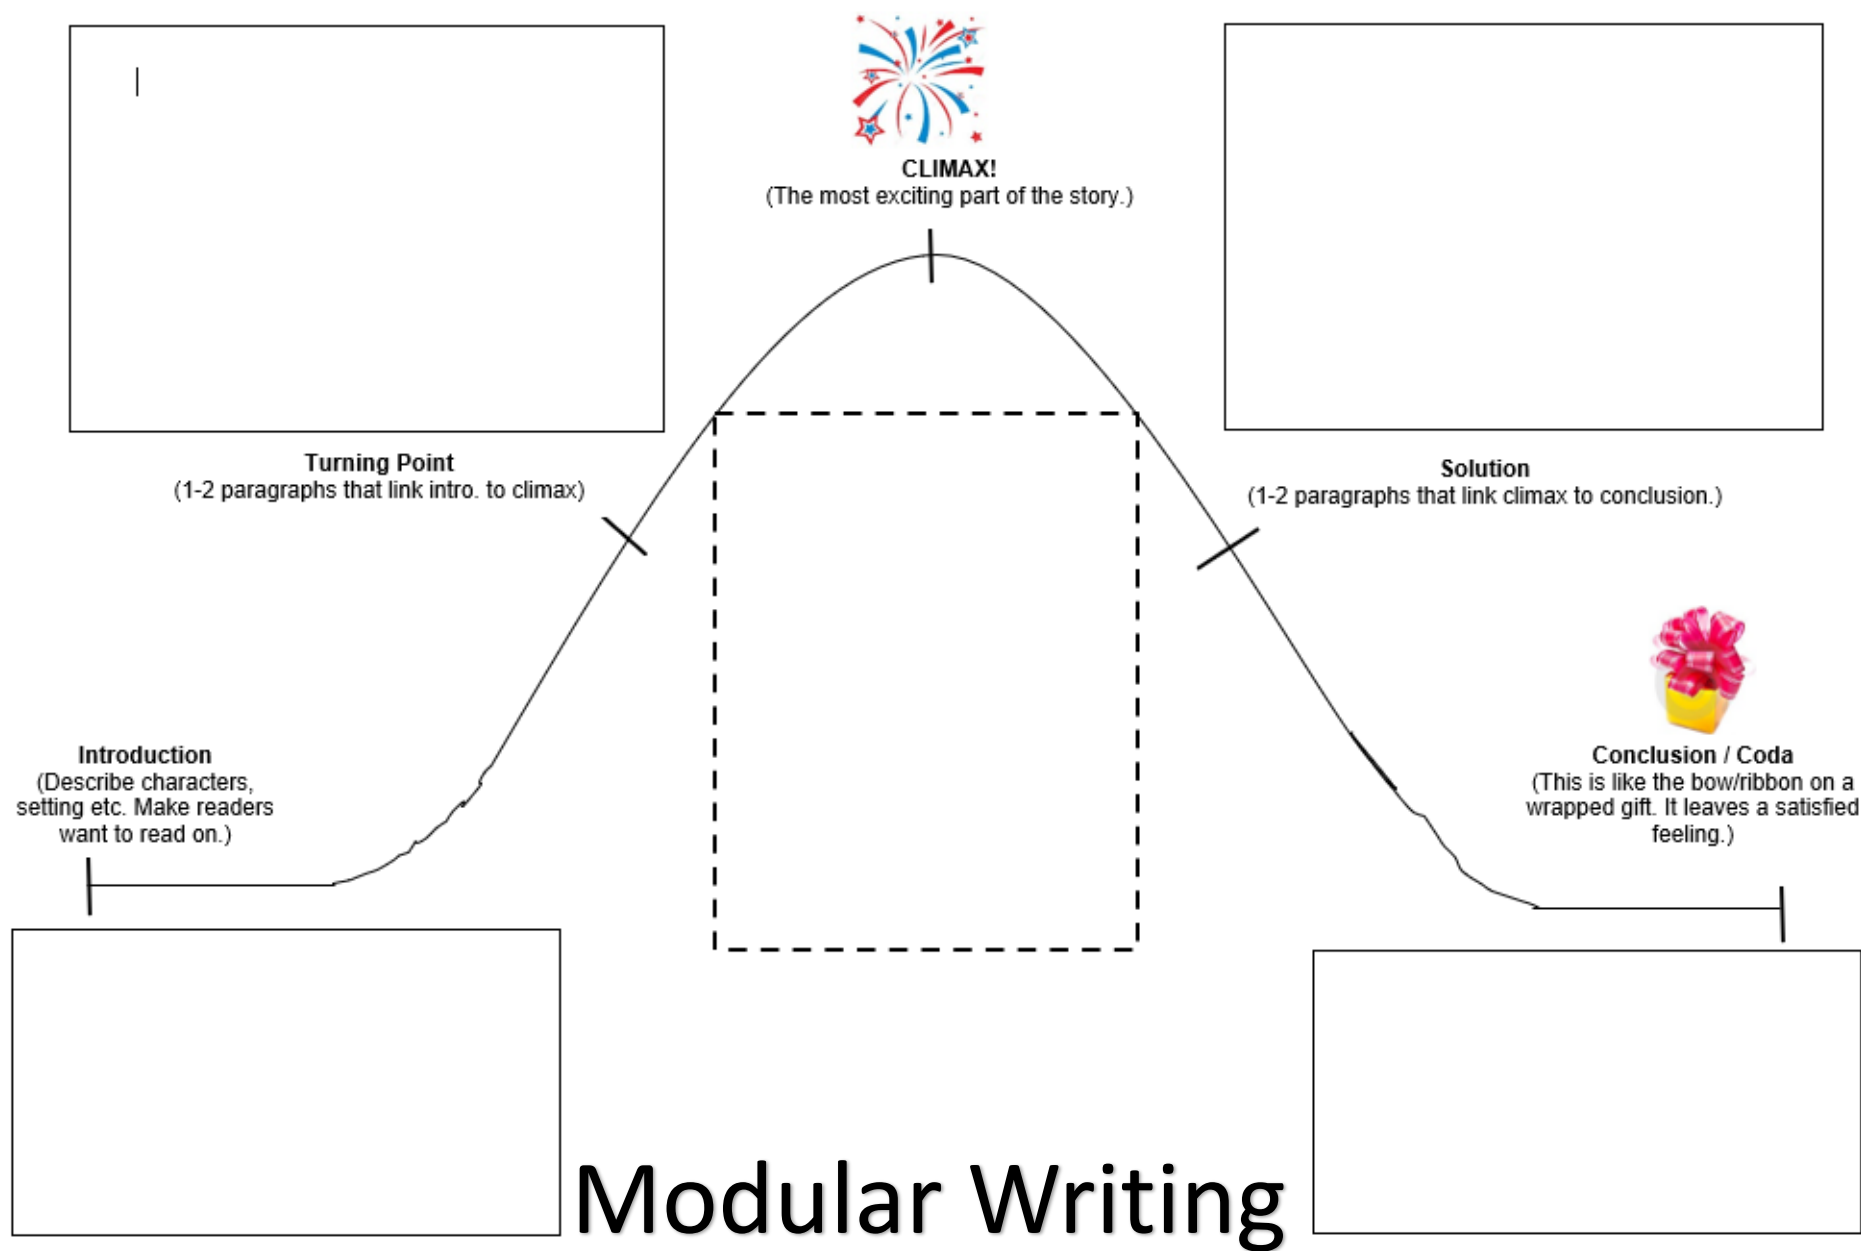 CLIMAX!
(The most exciting part of the story.)
Turning Point
(1-2 paragraphs that link intro. to climax)
Solution
(1-2 paragraphs that link climax to conclusion.)
Introduction
(Describe characters,
setting etc. Make readers
want to read on.)
Conclusion / Coda
(This is like the bow/ribbon on a
wrapped gift. It leaves a satisfied
feeling.)
Modular Writing